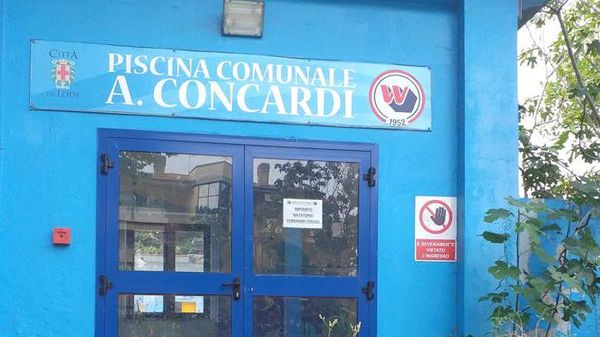 CITTÀ
DI LODI
PISCINA COMUNALE
A. CONCARDI
W
1952
IMPIANTO
NATATORIO
È SEVERAMENTE
VIETATO
L'INGRESSO